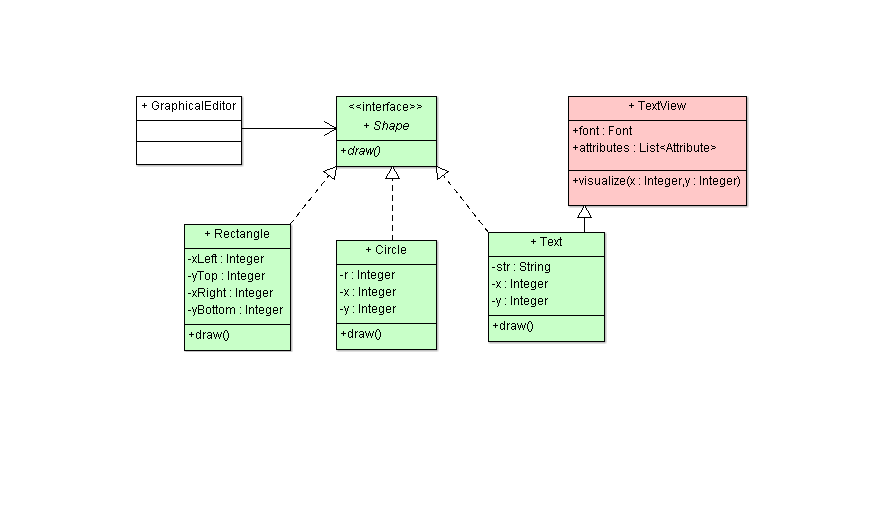 + GraphicalEditor
<<interface>>
+ Shape
+draw()
+ TextView
+font : Font
+attributes : List<Attribute>
+visualize(x : Integer,y : Integer)
+ Rectangle
-xLeft : Integer
-yTop : Integer
-xRight : Integer
-yBottom : Integer
+draw()
+ Circle
-r : Integer
-x : Integer
-y : Integer
+draw()
+ Text
-str : String
-x : Integer
-y : Integer
+draw()